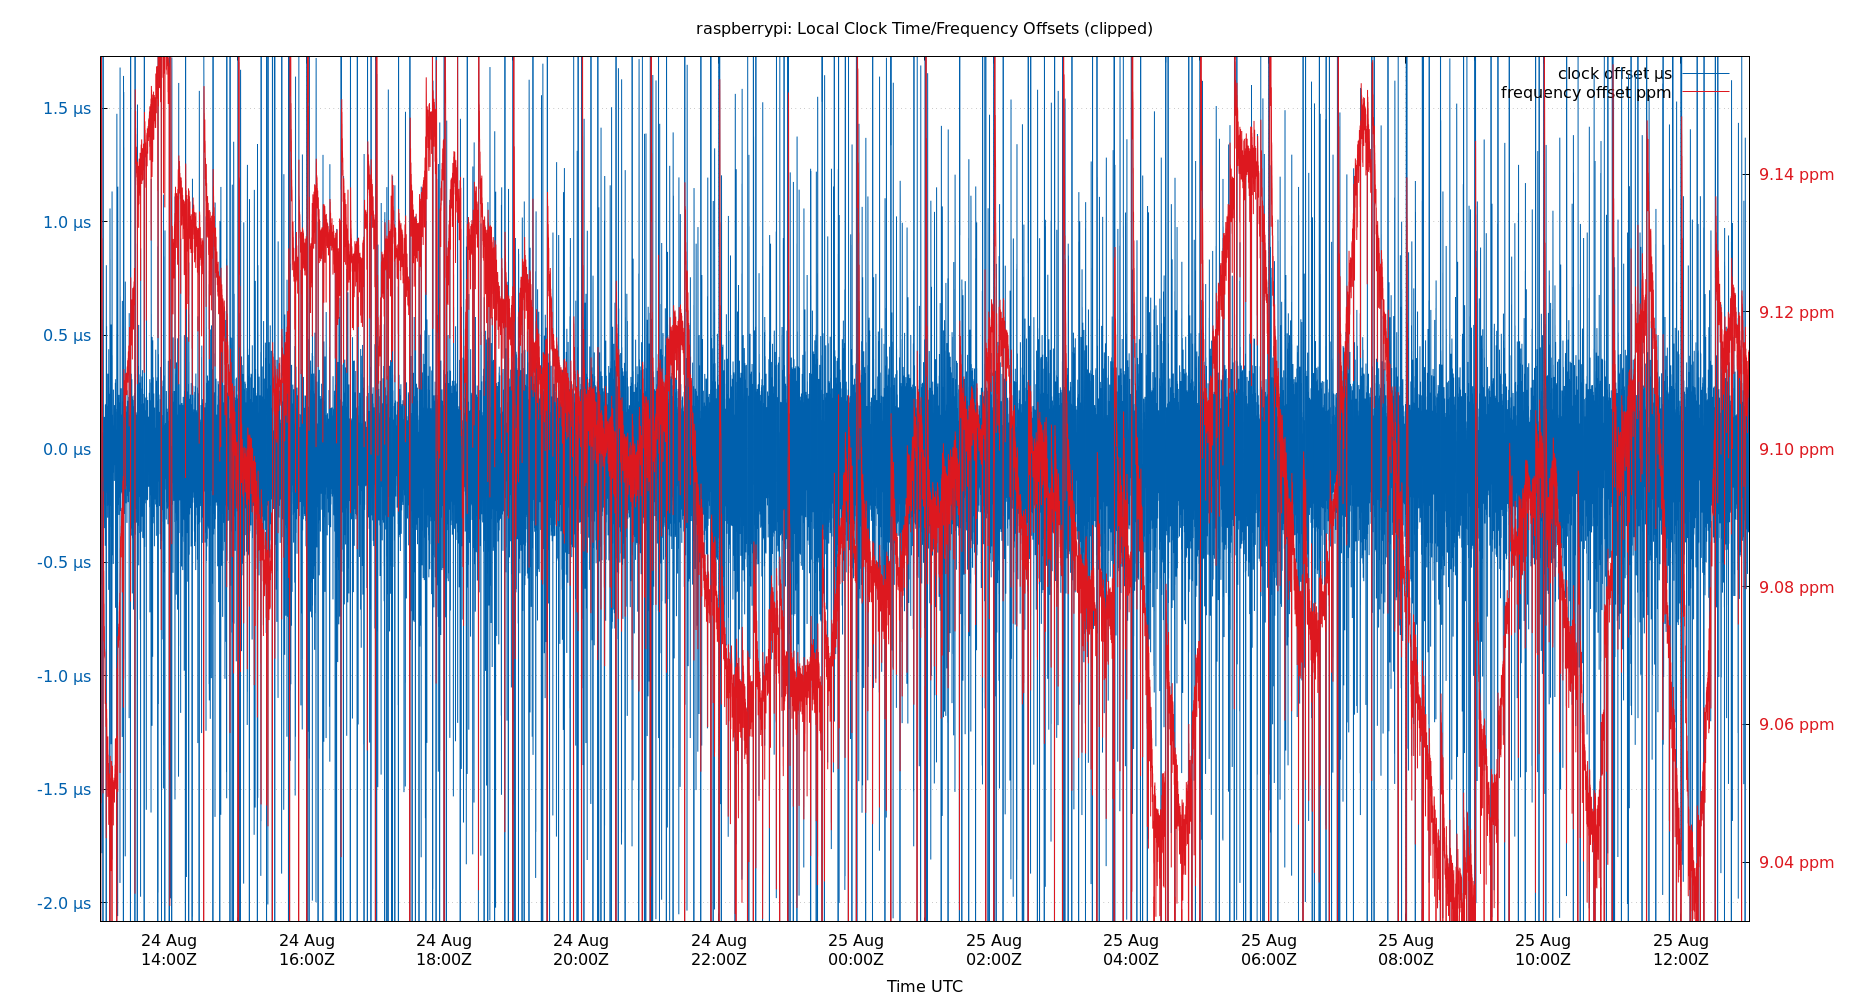 raspberrypi: Local Clock Time/Frequency Offsets (clipped)
clock offset µs
frequency offset ppm
1.5 µs
1.0 µs
0.5 µs
0.0 µs
-0.5 µs
-1.0 µs
-1.5 µs
-2.0 µs
9.14 ppm
9.12 ppm
9.10 ppm
9.08 ppm
9.06 ppm
9.04 ppm
24 Aug 24 Aug 24 Aug 24 Aug 24 Aug 25 Aug 25 Aug 25 Aug 25 Aug 25 Aug 25 Aug 25 Aug
14:00Z 16:00Z 18:00Z 20:00Z 22:00Z 00:00Z 02:00Z 04:00Z 06:00Z 08:00Z 10:00Z 12:00Z
Time UTC